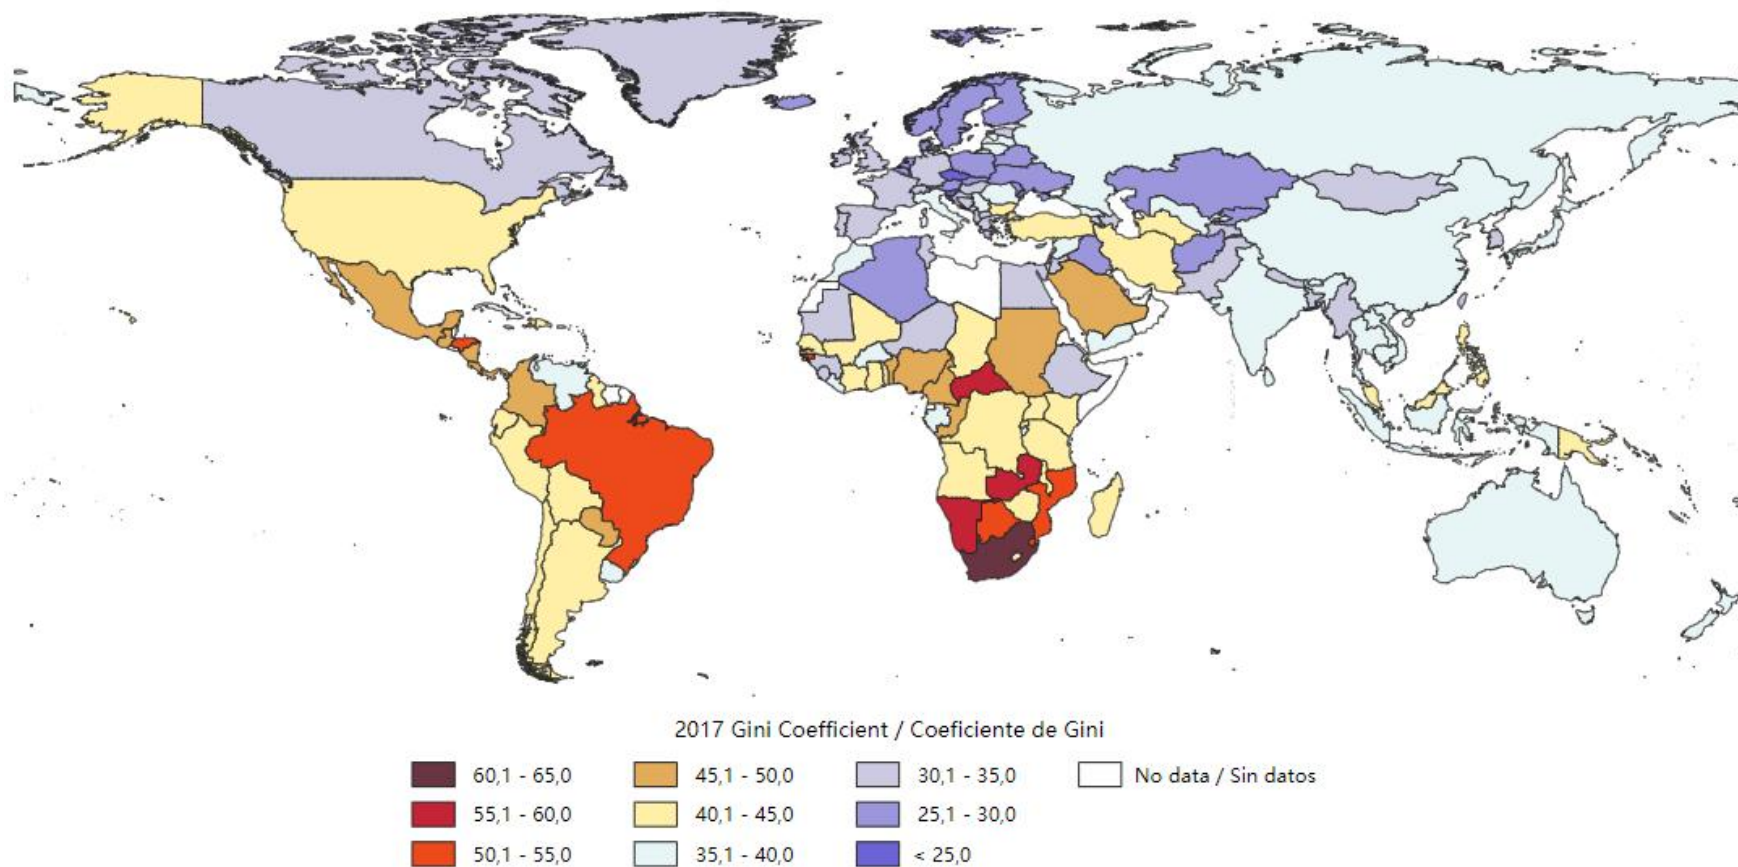 2017 Gini Coefficient / Coeficiente de Gini
60,1 - 65,0
45,1 - 50,0
30,1 - 35,0
No data / Sin datos
55,1 - 60,0
40,1 - 45,0
25,1 - 30,0
50,1 - 55,0
35,1 - 40,0
< 25,0